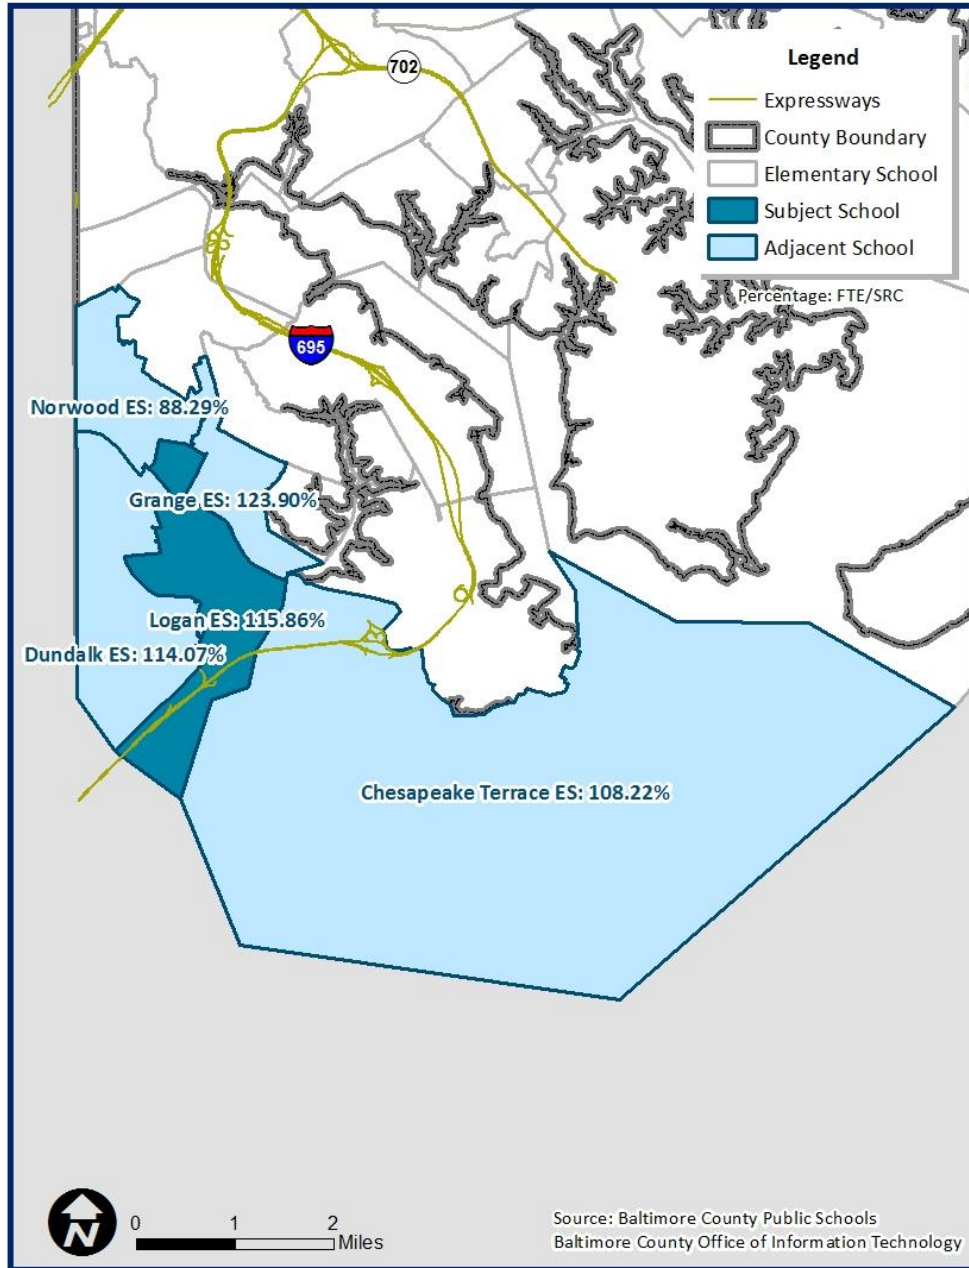 702
Legend
Expressways
County Boundary
Elementary School
Subject School
Adjacent School
Percentage: FTE/SRC
695
Norwood ES: 88.29%
Grange ES: 123.90%
Logan ES: 115.86%
Dundalk ES: 114.07%
Chesapeake Terrace ES: 108.22%
N
0 1 2
Miles
Source: Baltimore County Public Schools
Baltimore County Office of Information Technology